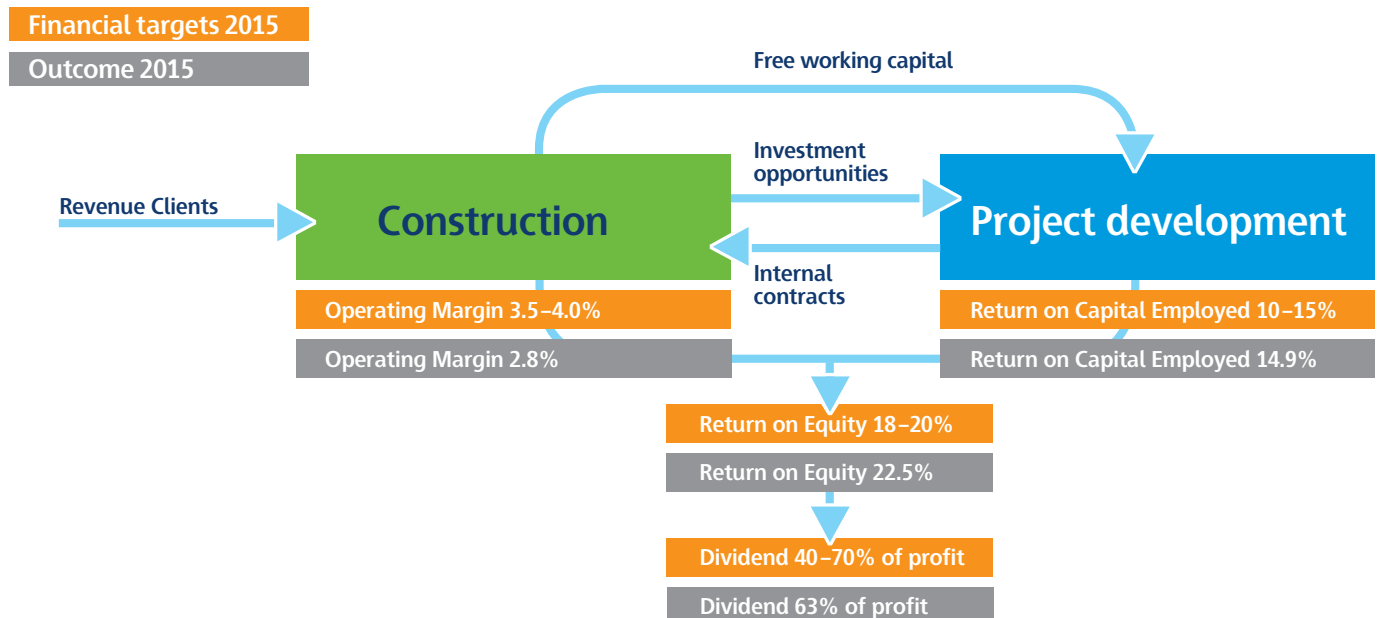 Financial targets 2015
Outcome 2015
Free working capital
Revenue Clients
Construction
Investment
opportunities
Internal
contracts
Project development
Operating Margin 3.5–4.0%
Operating Margin 2.8%
Return on Capital Employed 10–15%
Return on Capital Employed 14.9%
Return on Equity 18–20%
Return on Equity 22.5%
Dividend 40–70% of profit
Dividend 63% of profit